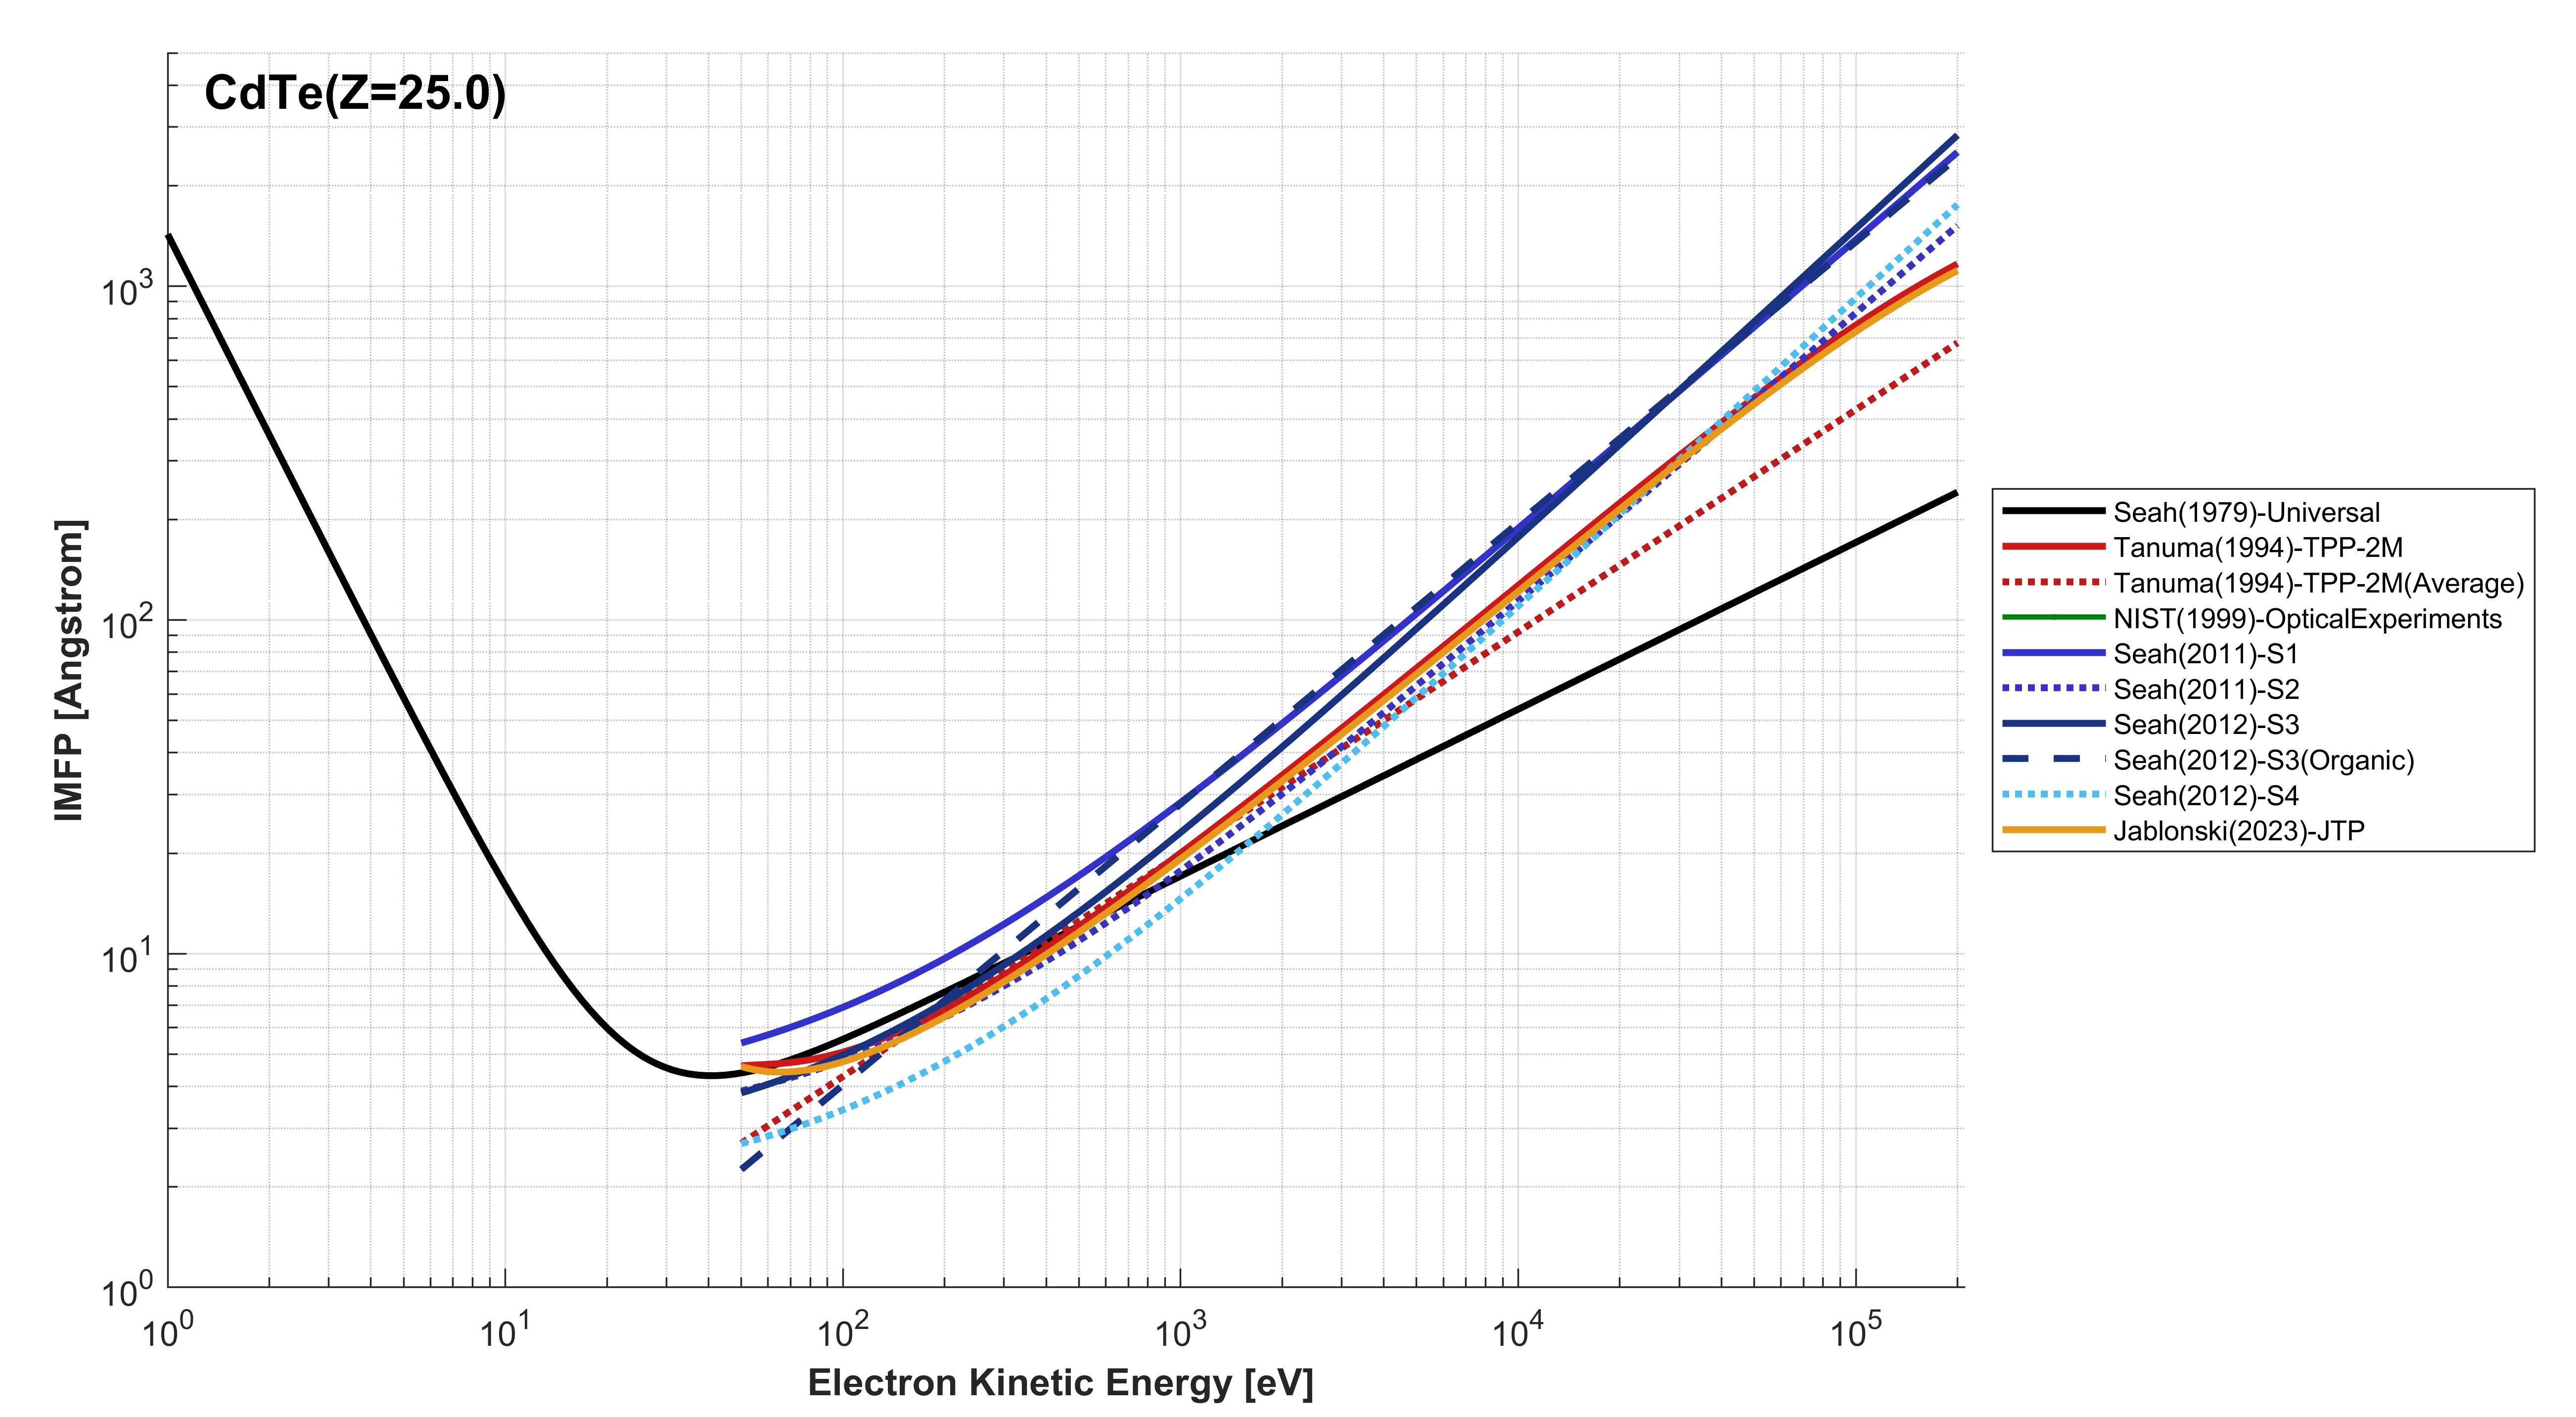 CdTe(Z=25.0)
10^3
10^2
10^1
10^0
IMFP [Angstrom]
10^0 10^1 10^2 10^3 10^4 10^5
Electron Kinetic Energy [eV]
Seah(1979)-Universal
Tanuma(1994)-TPP-2M
Tanuma(1994)-TPP-2M(Average)
NIST(1999)-OpticalExperiments
Seah(2011)-S1
Seah(2011)-S2
Seah(2012)-S3
Seah(2012)-S3(Organic)
Seah(2012)-S4
Jablonski(2023)-JTP